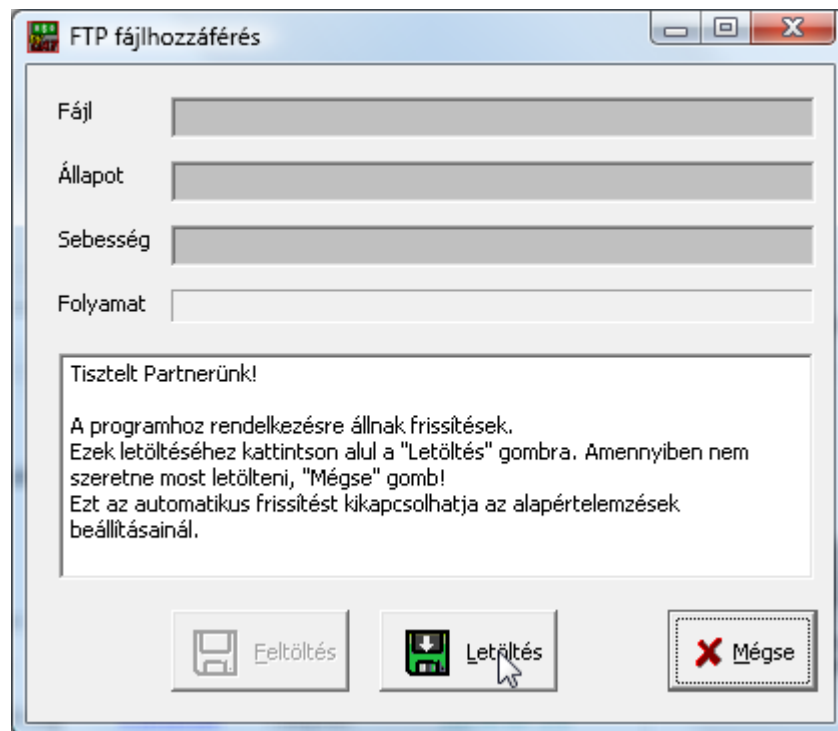 FTP fájlhozzáférés
Fájl
Állapot
Sebesség
Folyamat
Tisztelt Partnerünk!
A programhoz rendelkezésre állnak frissítések.
Ezek letöltéséhez kattintson alul a "Letöltés" gombra. Amennyiben nem
szeretne most letölteni, "Mégse" gomb!
Ezt az automatikus frissítést kikapcsolhatja az alapértelemzések
beállításainál.
Feltöltés
Letöltés
Mégse